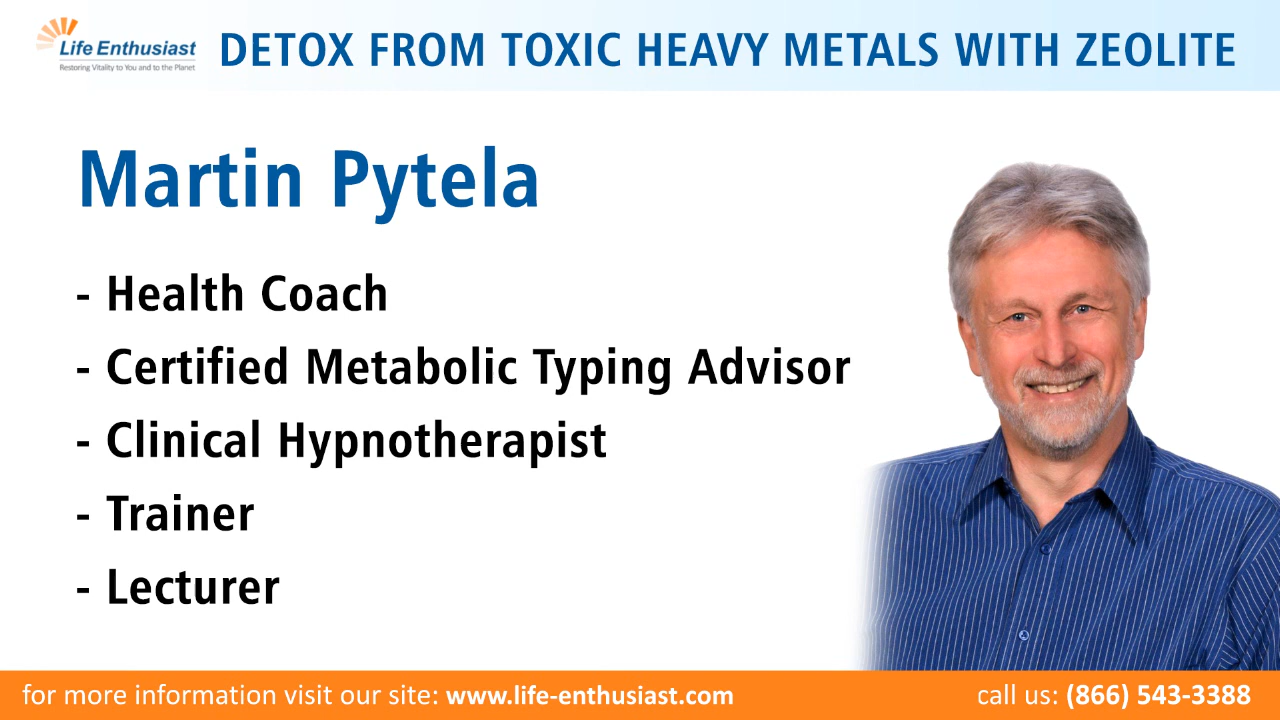 Life Enthusiast
Restoring Vitality to You and to the Planet
DETOX FROM TOXIC HEAVY METALS WITH ZEOLITE
Martin Pytela
- Health Coach
- Certified Metabolic Typing Advisor
- Clinical Hypnotherapist
- Trainer
- Lecturer
for more information visit our site: www.life-enthusiast.com
call us: (866) 543-3388